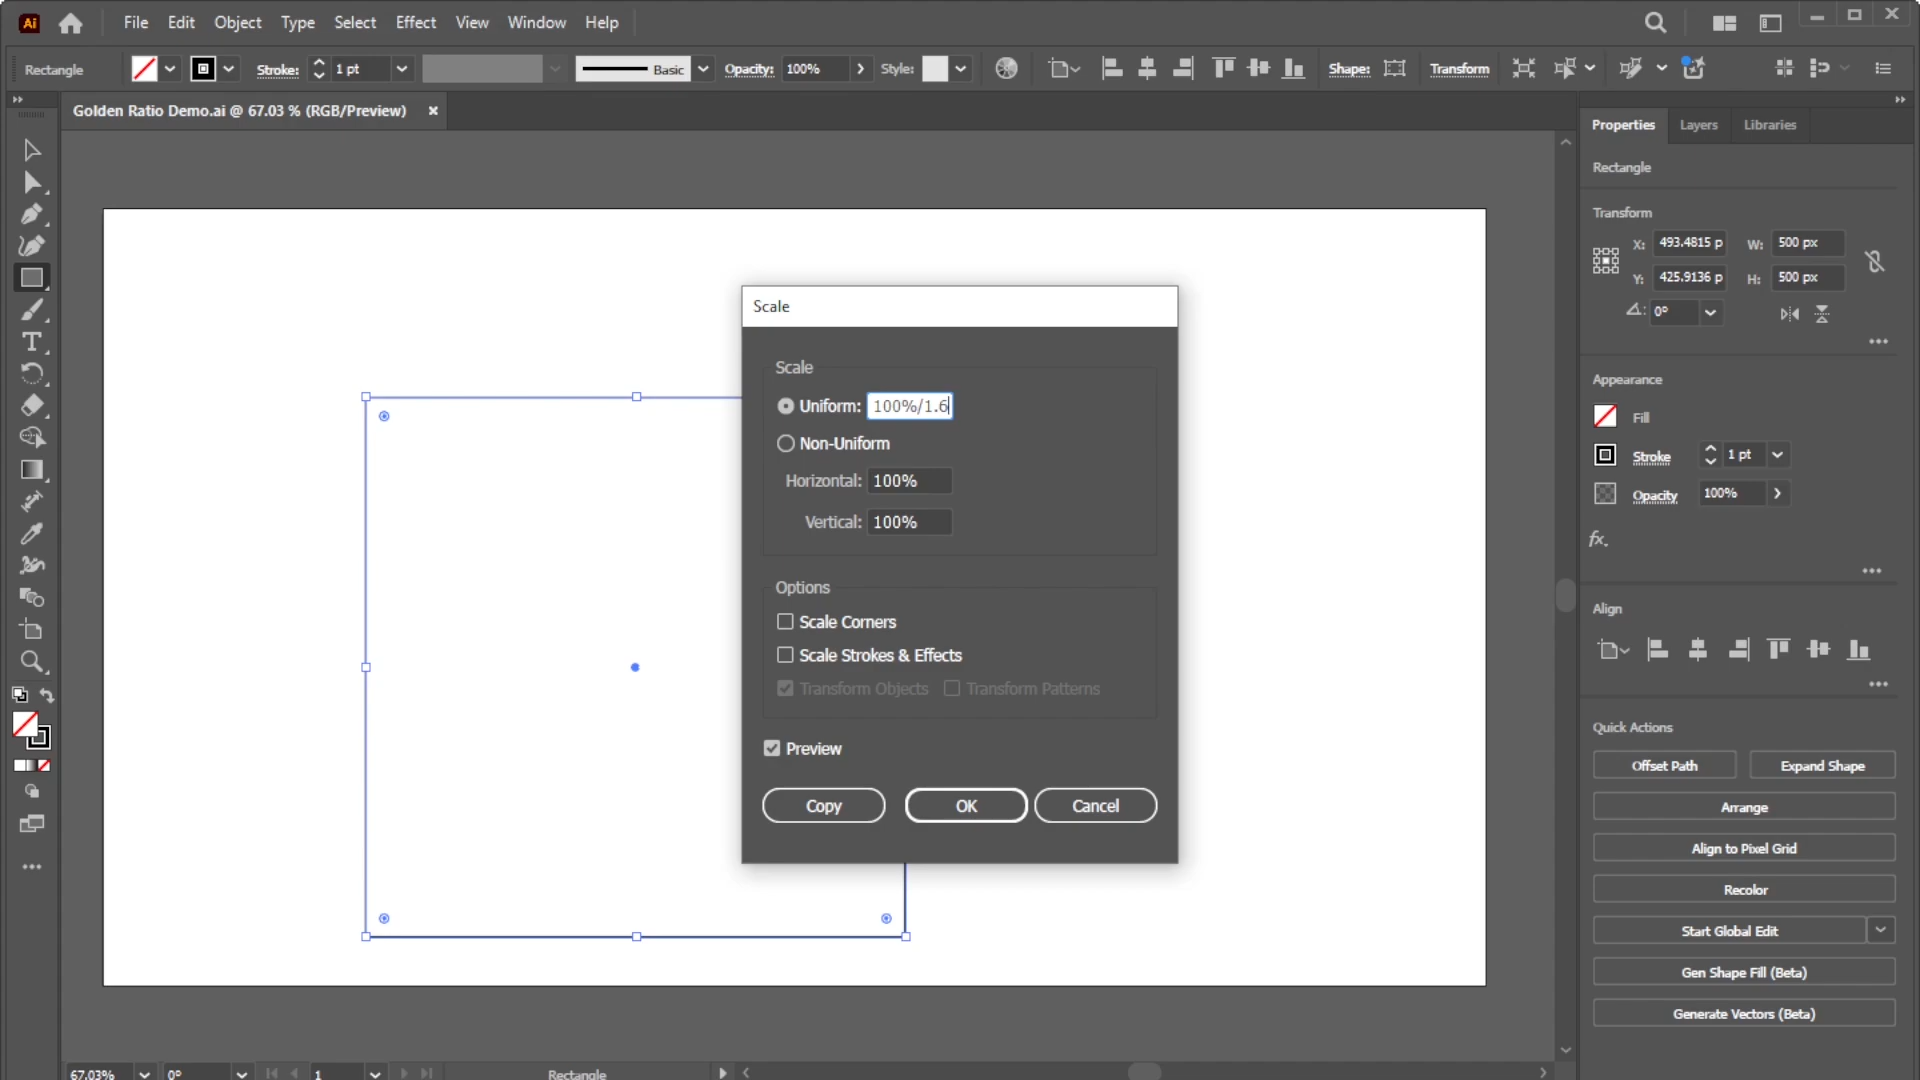 Ai File Edit Object Type Select Effect View Window Help
Rectangle Stroke: 1 pt Basic Opacity: 100% Style: Shape: Transform
Golden Ratio Demo.ai @ 67.03 % (RGB/Preview)
Properties Layers Libraries
Rectangle
Transform
X: 493.4815 p W: 500 px
Y: 425.9136 p H: 500 px
0°
Appearance
Fill
Stroke 1 pt
Opacity 100%
fx.
Align
Quick Actions
Offset Path Expand Shape
Arrange
Align to Pixel Grid
Recolor
Start Global Edit
Gen Shape Fill (Beta)
Generate Vectors (Beta)
Scale
Scale
Uniform: 100%/1.6
Non-Uniform
Horizontal: 100%
Vertical: 100%
Options
Scale Corners
Scale Strokes & Effects
Transform Objects Transform Patterns
Preview
Copy OK Cancel
67.03% 0° 1 Rectangle